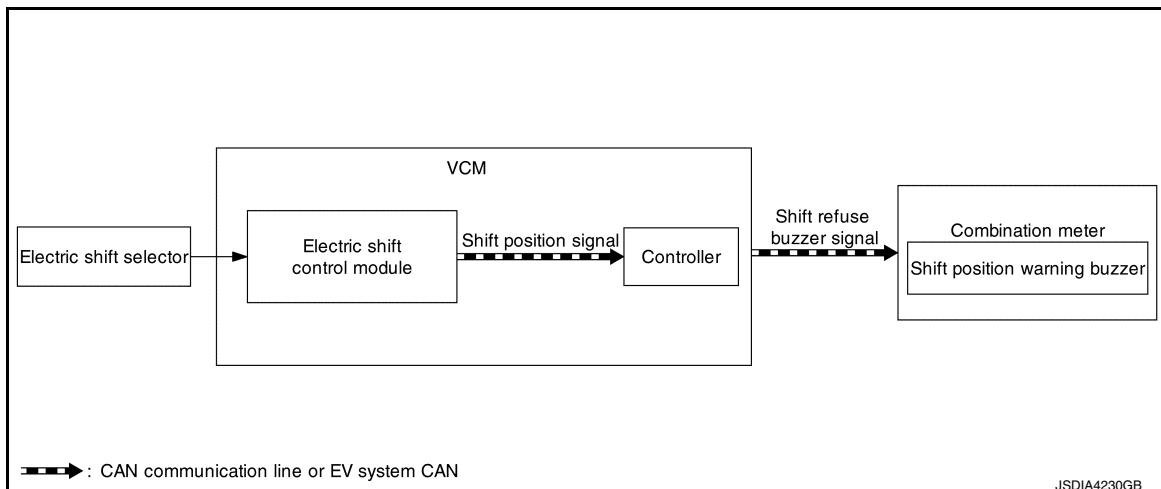 VCM
Electric shift selector
Electric shift
control module
Shift position signal
Controller
Shift refuse
buzzer signal
Combination meter
Shift position warning buzzer
: CAN communication line or EV system CAN
JSDIA4230GB